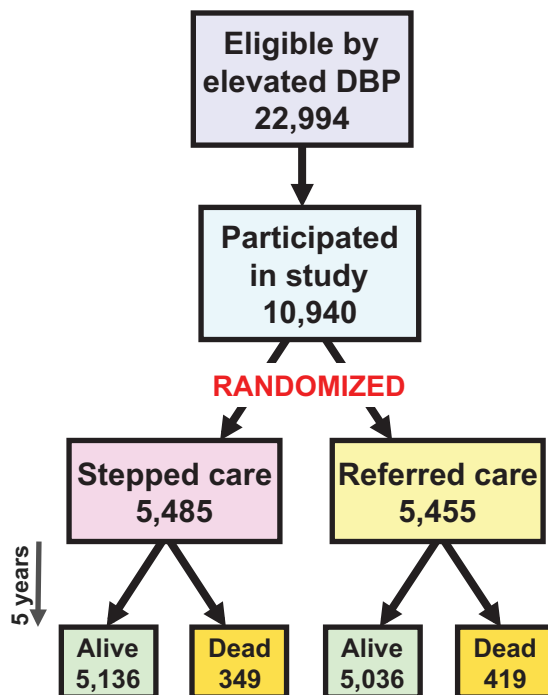 Eligible by
elevated DBP
22,994
Participated
in study
10,940
RANDOMIZED
Stepped care
5,485
Referred care
5,455
5 years
Alive
5,136
Dead
349
Alive
5,036
Dead
419